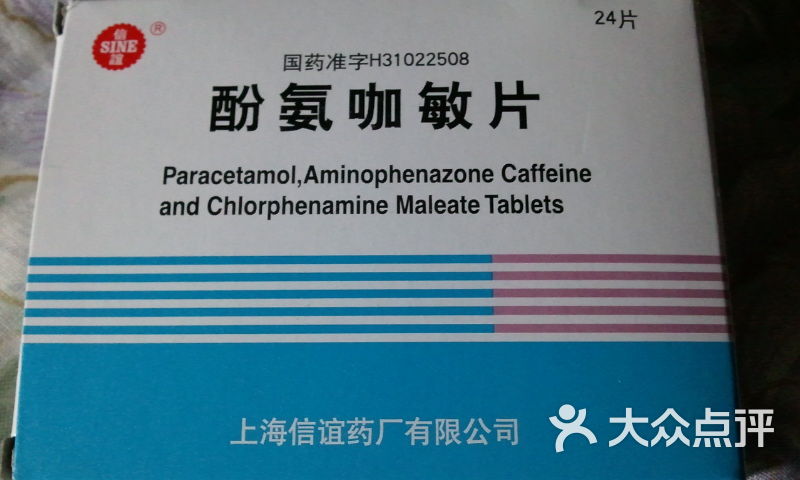 24片
信
SINE
誼
®
国药准字H31022508
酚氨咖敏片
Paracetamol,Aminophenazone Caffeine
and Chlorphenamine Maleate Tablets
上海信谊药厂有限公司
大众点评